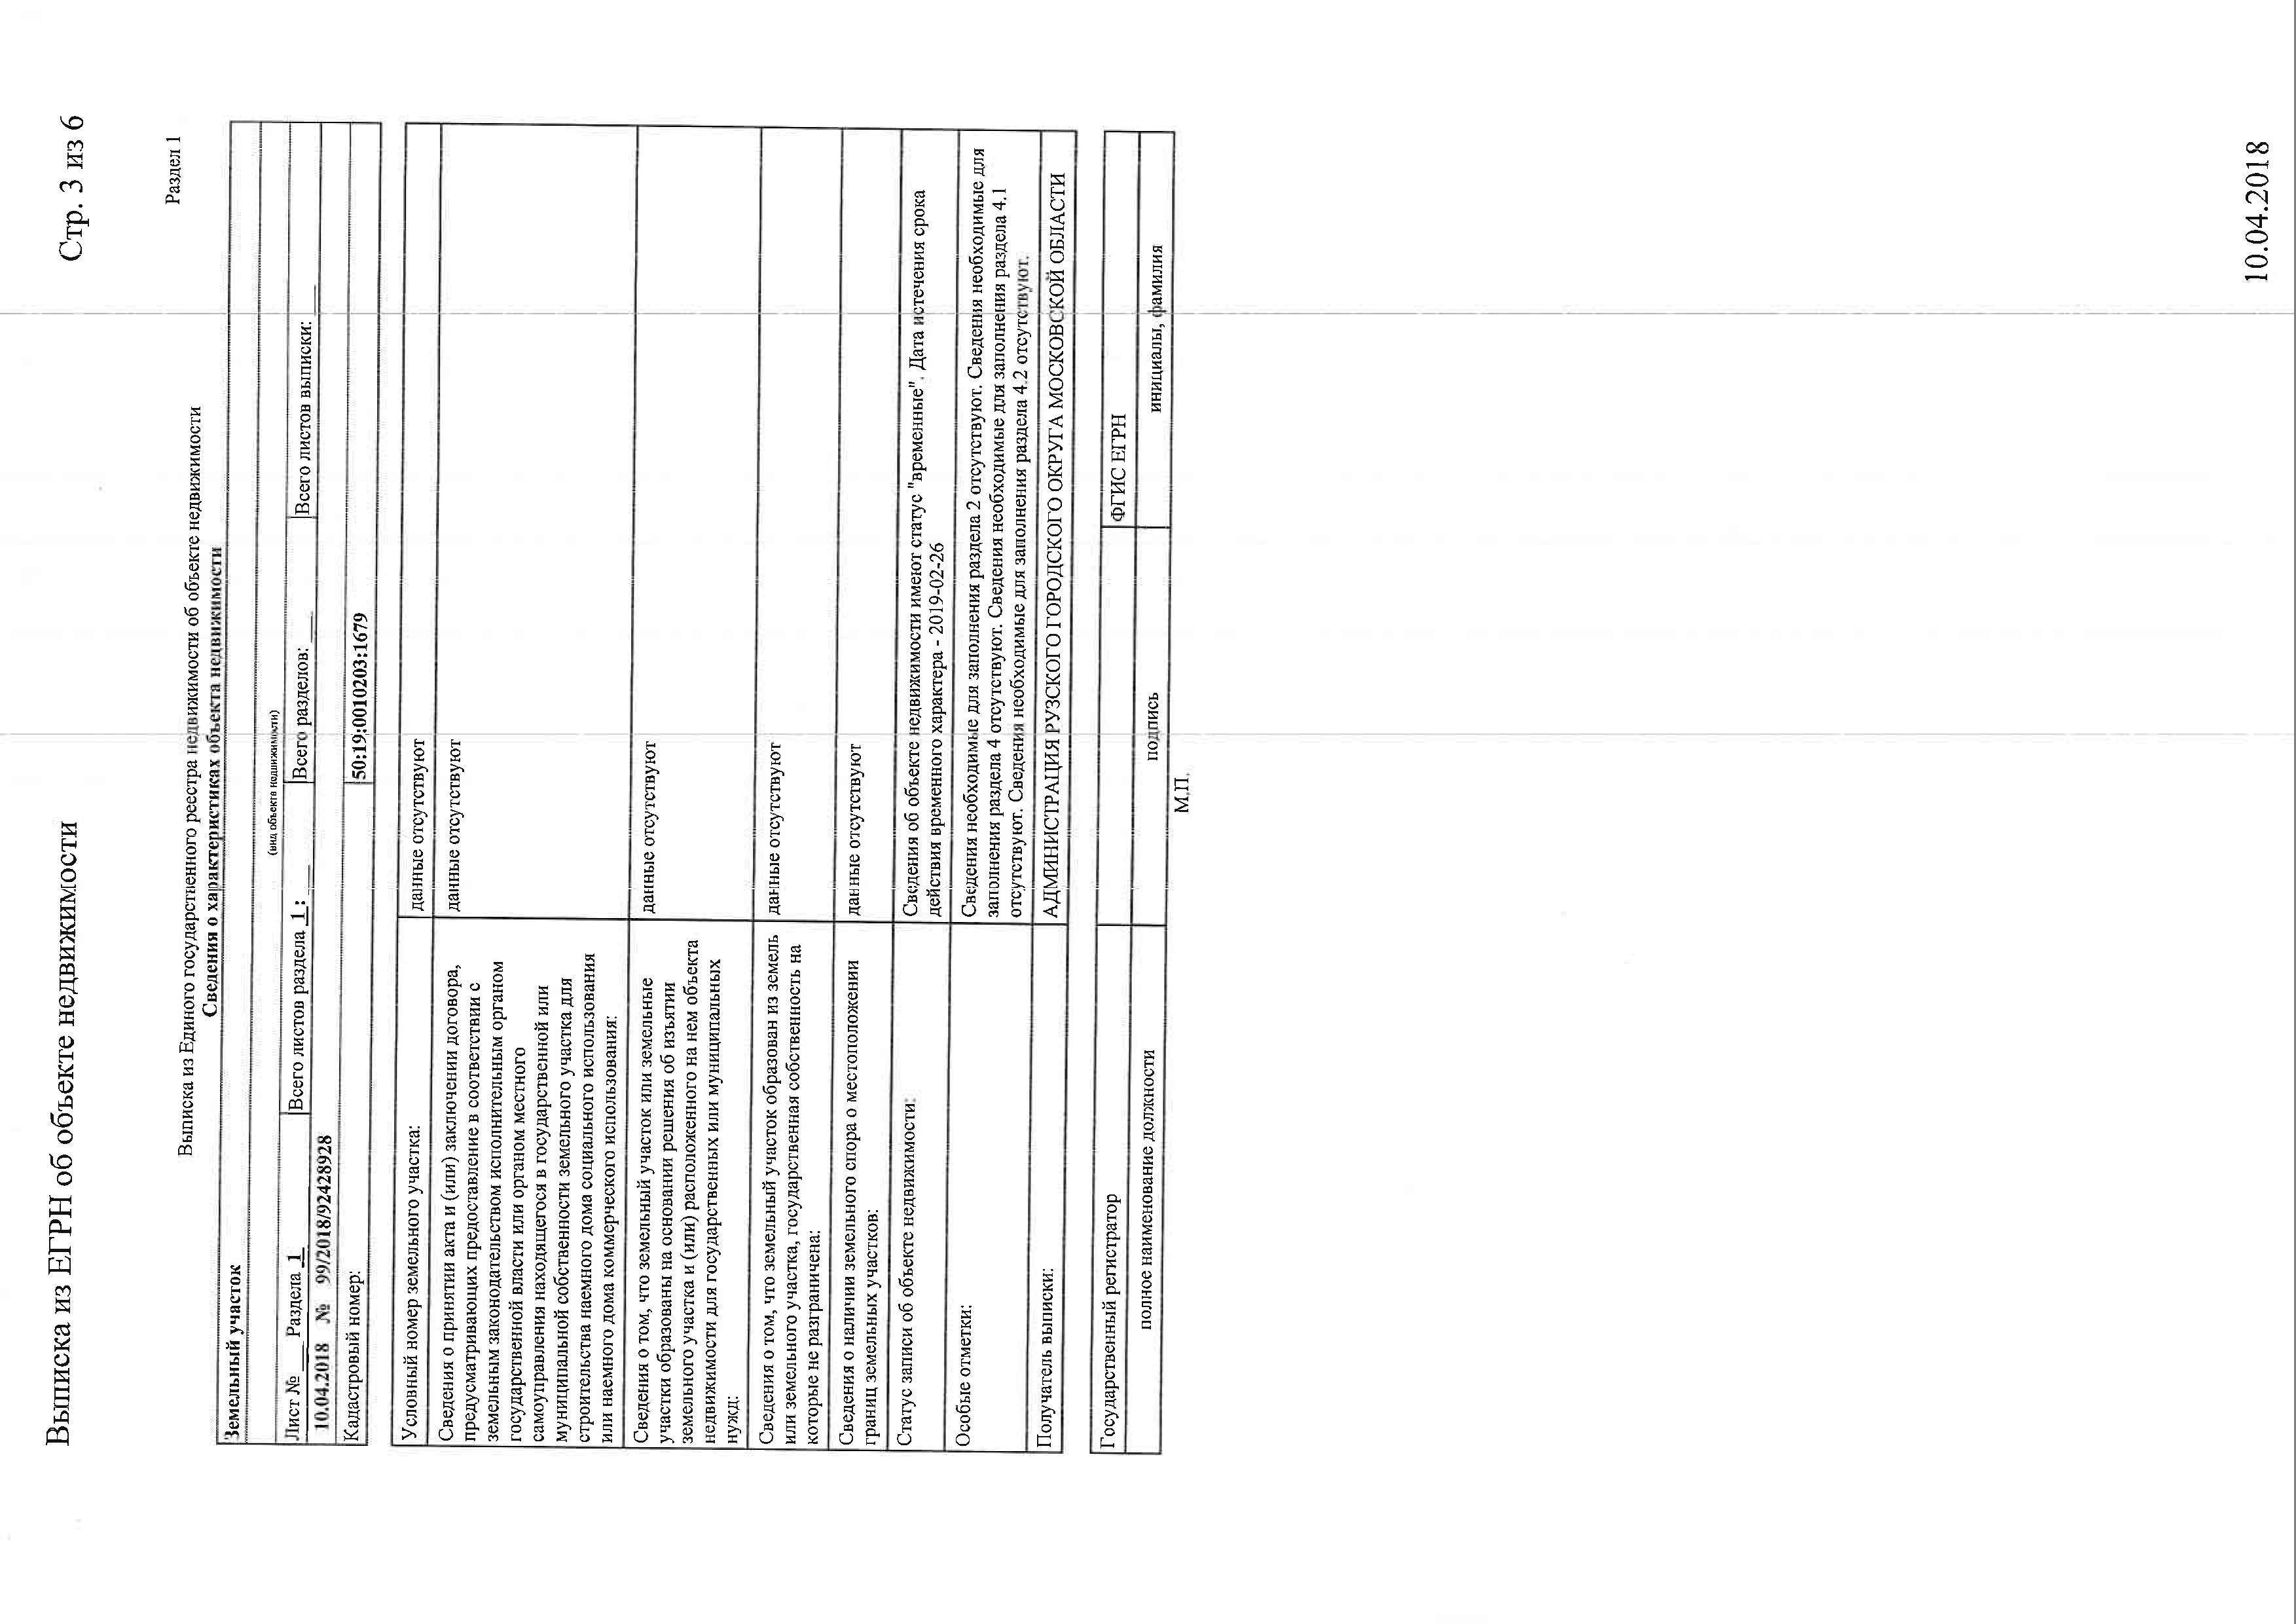 Выписка из ЕГРН об объекте недвижимости
Стр. 3 из 6
Раздел 1
Выписка из Единого государственного реестра недвижимости об объекте недвижимости
Сведения о характеристиках объекта недвижимости
Земельный участок
(вид объекта недвижимости)
Лист № ___ Раздела 1
Всего листов раздела 1 : ___
Всего разделов: ___
Всего листов выписки: ___
10.04.2018 № 99/2018/92428928
Кадастровый номер:
50:19:0010203:1679
Условный номер земельного участка:
данные отсутствуют
Сведения о принятии акта и (или) заключении договора,
предусматривающих предоставление в соответствии с
земельным законодательством исполнительным органом
государственной власти или органом местного
самоуправления находящегося в государственной или
муниципальной собственности земельного участка для
строительства наемного дома социального использования
или наемного дома коммерческого использования:
данные отсутствуют
Сведения о том, что земельный участок или земельные
участки образованы на основании решения об изъятии
земельного участка и (или) расположенного на нем объекта
недвижимости для государственных или муниципальных
нужд:
данные отсутствуют
Сведения о том, что земельный участок образован из земель
или земельного участка, государственная собственность на
которые не разграничена:
данные отсутствуют
Сведения о наличии земельного спора о местоположении
границ земельных участков:
данные отсутствуют
Статус записи об объекте недвижимости:
Сведения об объекте недвижимости имеют статус "временные". Дата истечения срока
действия временного характера - 2019-02-26
Особые отметки:
Сведения необходимые для заполнения раздела 2 отсутствуют. Сведения необходимые для
заполнения раздела 4 отсутствуют. Сведения необходимые для заполнения раздела 4.1
отсутствуют. Сведения необходимые для заполнения раздела 4.2 отсутствуют.
Получатель выписки:
АДМИНИСТРАЦИЯ РУЗСКОГО ГОРОДСКОГО ОКРУГА МОСКОВСКОЙ ОБЛАСТИ
Государственный регистратор
ФГИС ЕГРН
полное наименование должности
подпись
инициалы, фамилия
М.П.
10.04.2018